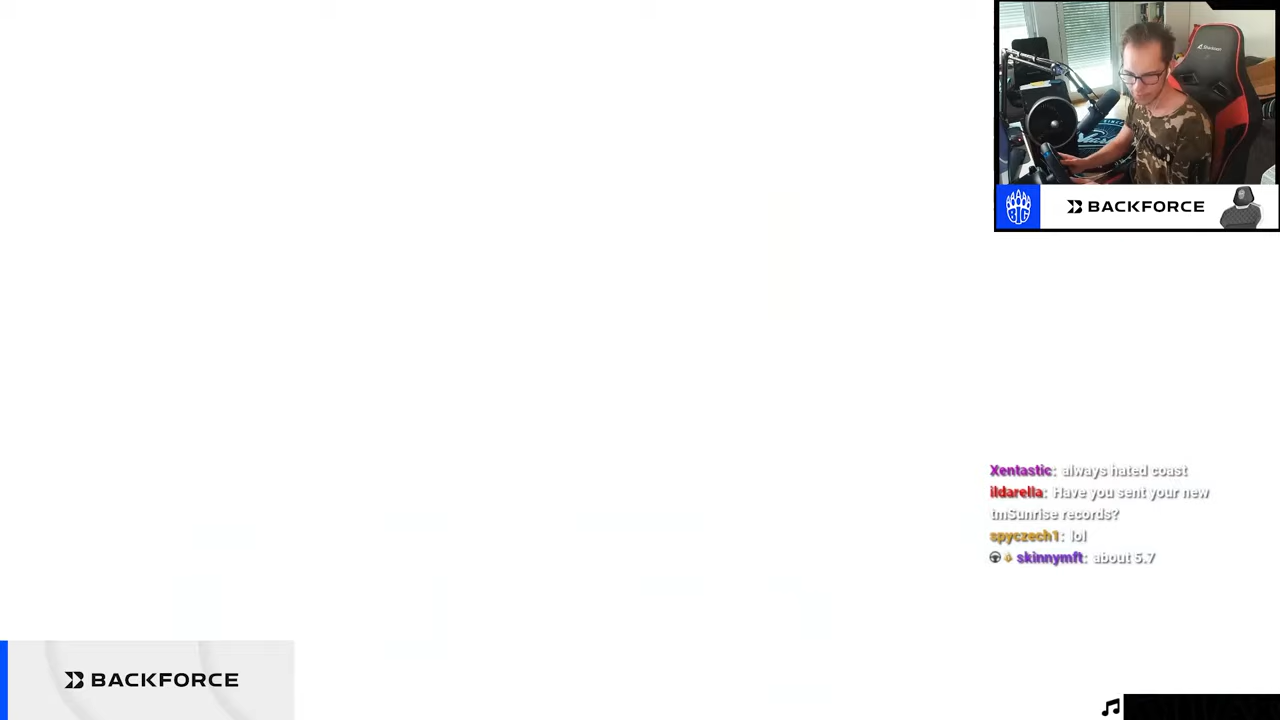 BACKFORCE
Xentastic: always hated coast
ildarella: Have you sent your new
tmSunrise records?
spyczech1: lol
skinnymft: about 5.7
BACKFORCE